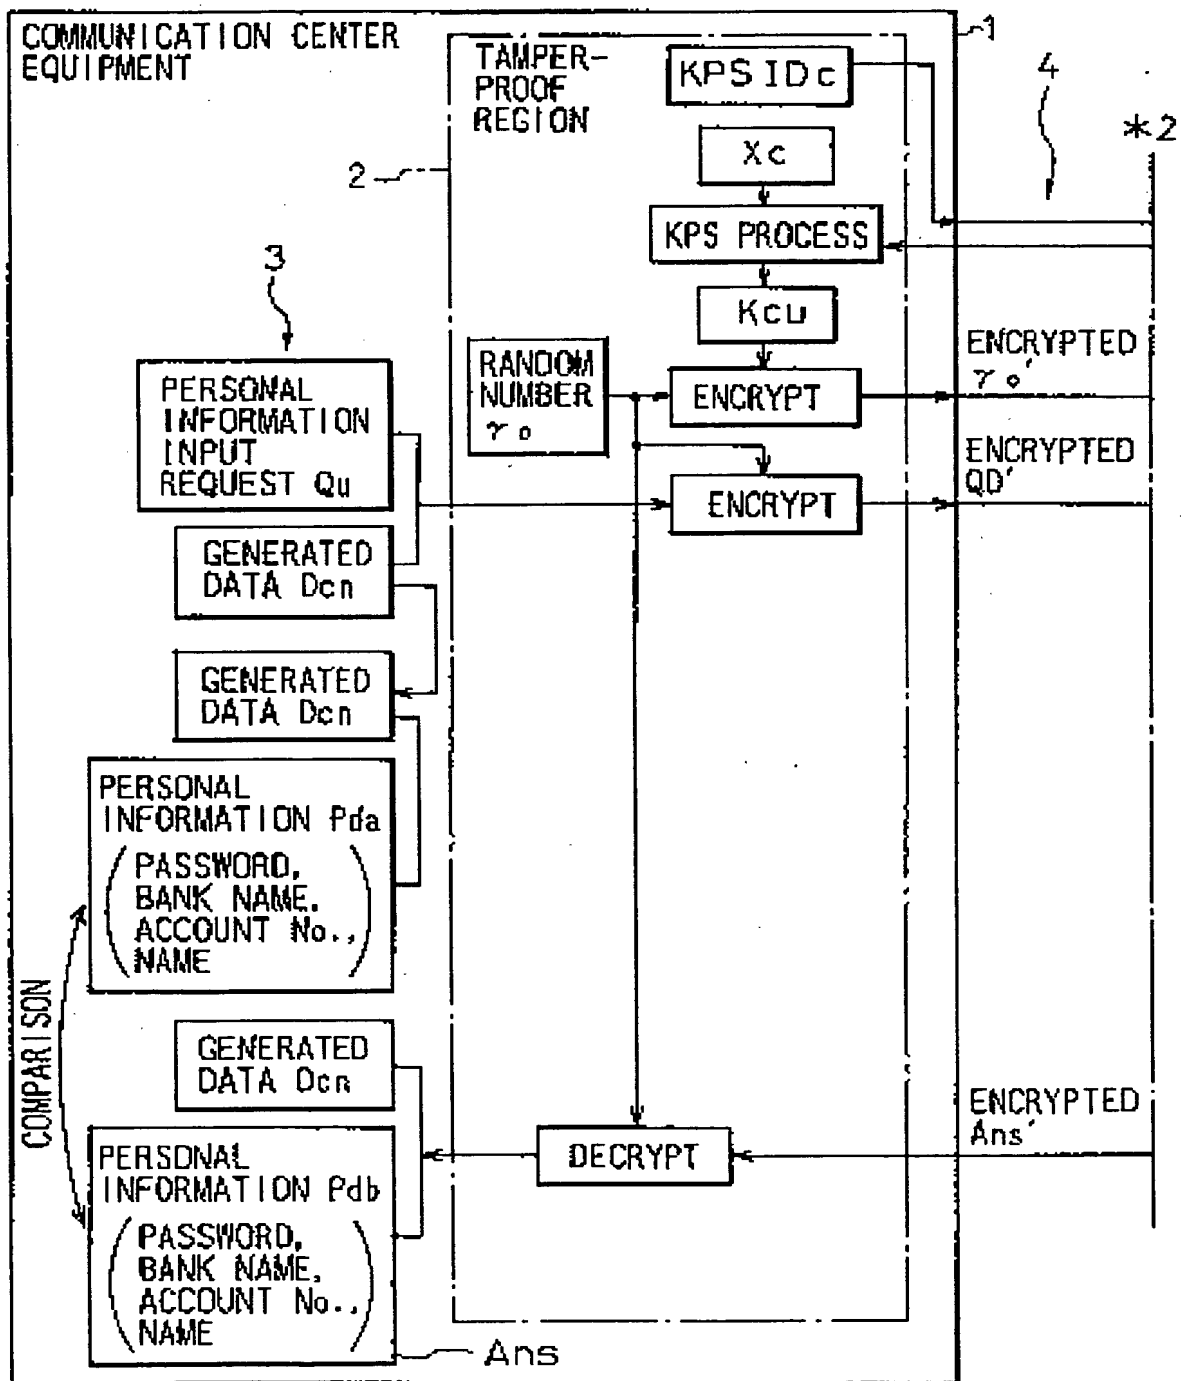 COMMUNICATION CENTER
EQUIPMENT
1
TAMPER-
PROOF
REGION
KPS IDc
4
*2
Xc
2
KPS PROCESS
3
Kcu
PERSONAL
INFORMATION
INPUT
REQUEST Qu
RANDOM
NUMBER
γo
ENCRYPT
ENCRYPTED
γo'
ENCRYPT
ENCRYPTED
QD'
GENERATED
DATA Dcn
GENERATED
DATA Dcn
PERSONAL
INFORMATION Pda
PASSWORD,
BANK NAME,
ACCOUNT No.,
NAME
COMPARISON
GENERATED
DATA Dcn
DECRYPT
ENCRYPTED
Ans'
PERSONAL
INFORMATION Pdb
PASSWORD,
BANK NAME,
ACCOUNT No.,
NAME
Ans